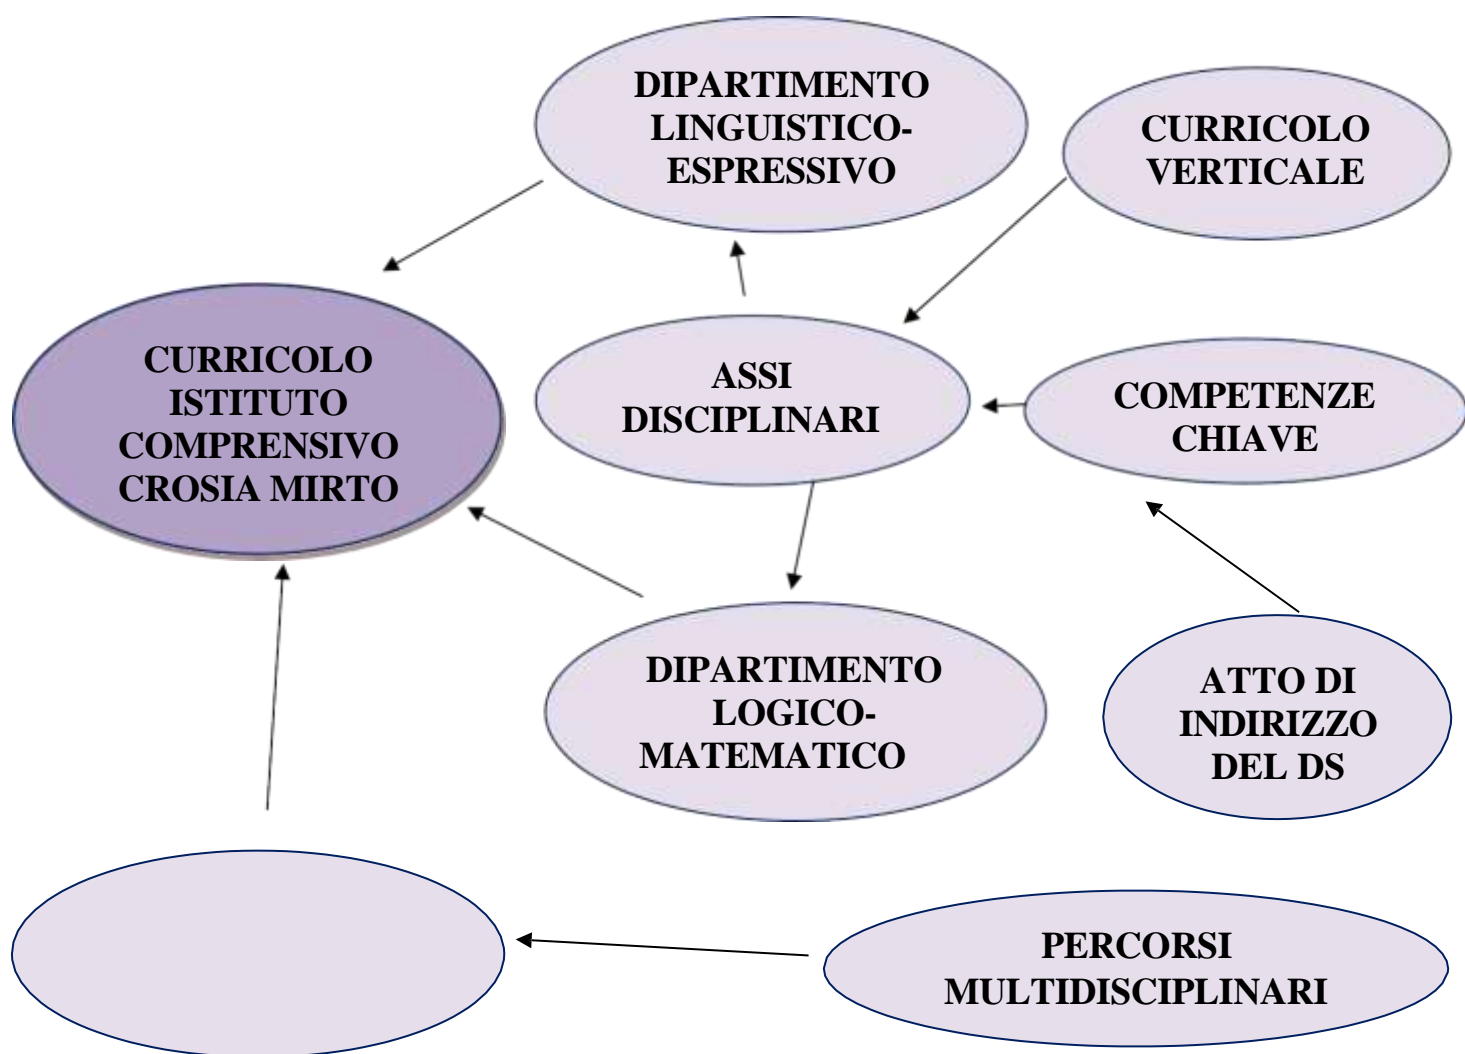 DIPARTIMENTO
LINGUISTICO-
ESPRESSIVO
CURRICOLO
VERTICALE
CURRICOLO
ISTITUTO
COMPRENSIVO
CROSIA MIRTO
ASSI
DISCIPLINARI
COMPETENZE
CHIAVE
DIPARTIMENTO
LOGICO-
MATEMATICO
ATTO DI
INDIRIZZO
DEL DS
PERCORSI
MULTIDISCIPLINARI